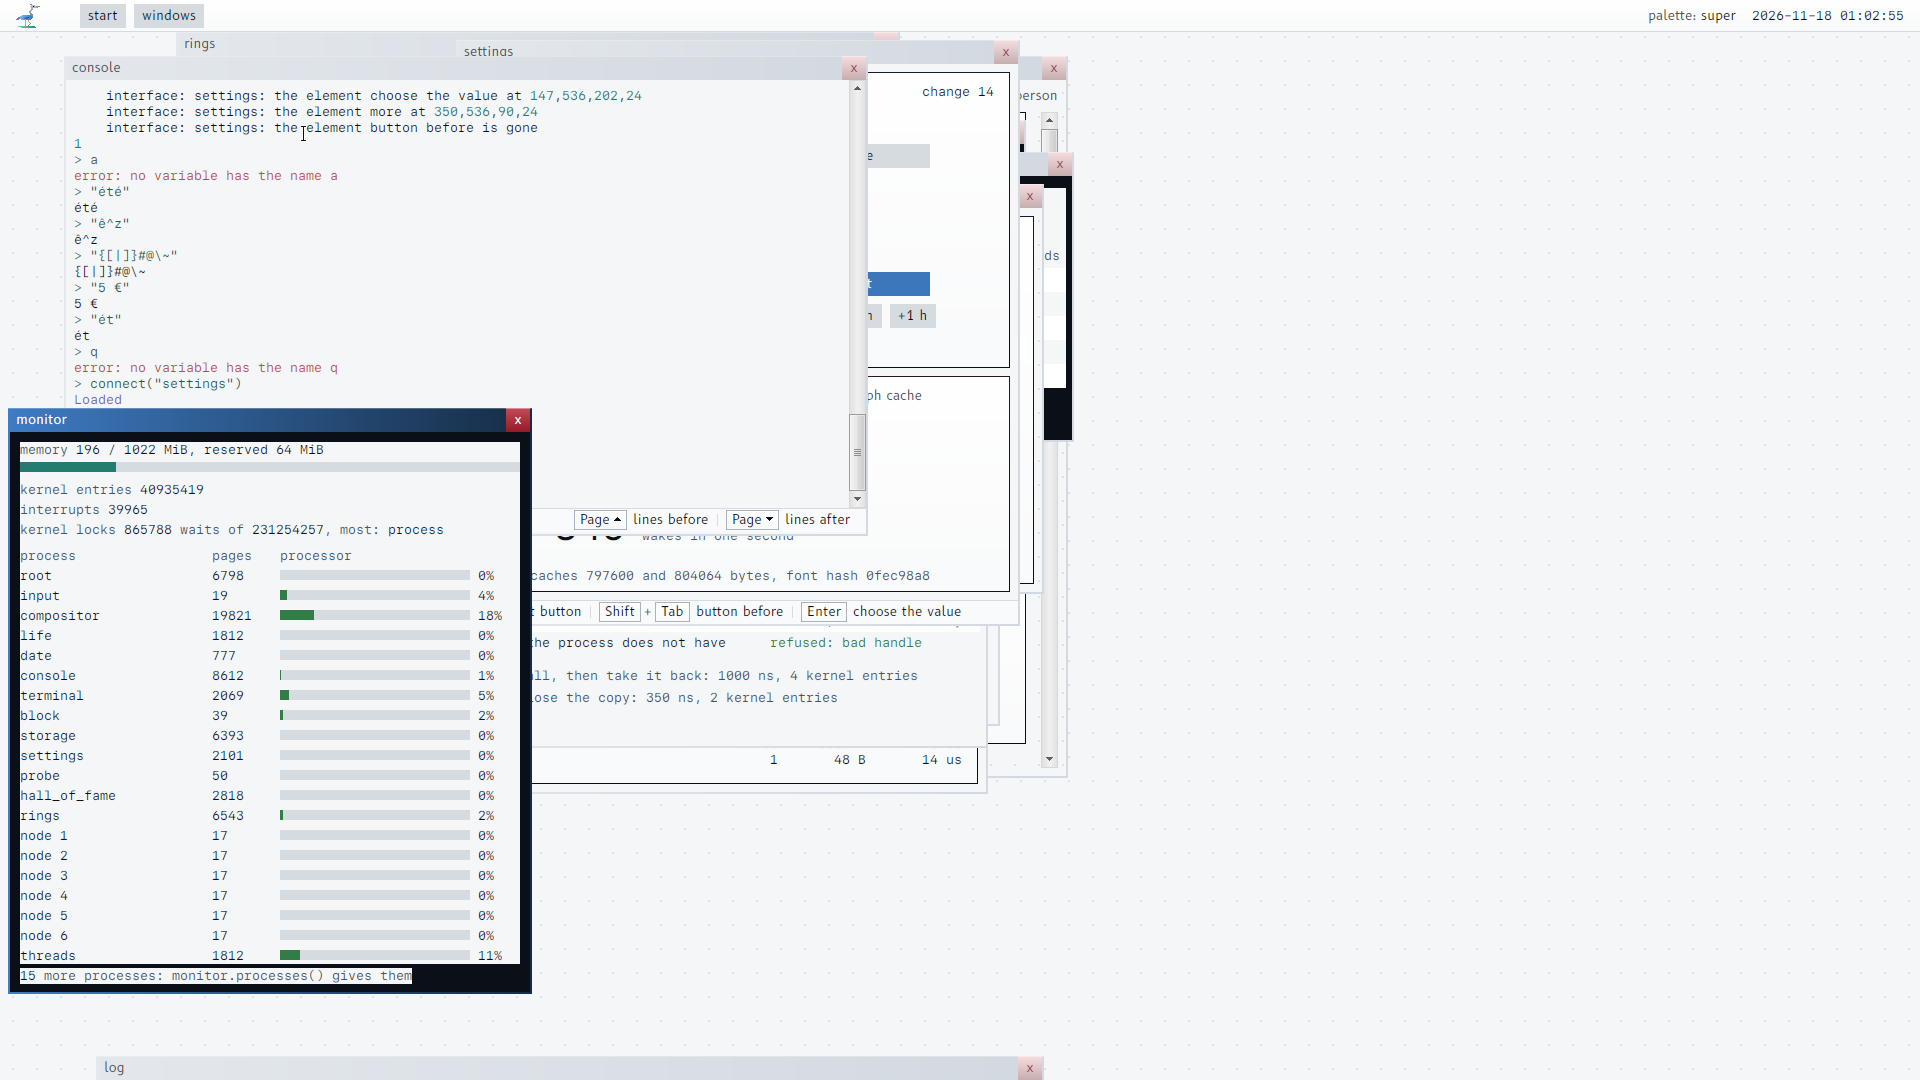 start windows palette: super 2026-11-18 01:02:55
rings
settings
console
interface: settings: the element choose the value at 147,536,202,24
interface: settings: the element more at 350,536,90,24
interface: settings: the element button before is gone
1
> a
error: no variable has the name a
> "été"
été
> "ê^z"
ê^z
> "{[|]}#@\~"
{[|]}#@\~
> "5 €"
5 €
> "ét"
ét
> q
error: no variable has the name q
> connect("settings")
Loaded
Page lines before Page lines after
change 14
+1 h
ph cache
wakes in one second
caches 797600 and 804064 bytes, font hash 0fec98a8
button Shift + Tab button before Enter choose the value
erson
ds
the process does not have refused: bad handle
all, then take it back: 1000 ns, 4 kernel entries
lose the copy: 350 ns, 2 kernel entries
1 48 B 14 us
monitor
memory 196 / 1022 MiB, reserved 64 MiB
kernel entries 40935419
interrupts 39965
kernel locks 865788 waits of 231254257, most: process
process pages processor
root 6798 0%
input 19 4%
compositor 19821 18%
life 1812 0%
date 777 0%
console 8612 1%
terminal 2069 5%
block 39 2%
storage 6393 0%
settings 2101 0%
probe 50 0%
hall_of_fame 2818 0%
rings 6543 2%
node 1 17 0%
node 2 17 0%
node 3 17 0%
node 4 17 0%
node 5 17 0%
node 6 17 0%
threads 1812 11%
15 more processes: monitor.processes() gives them
log